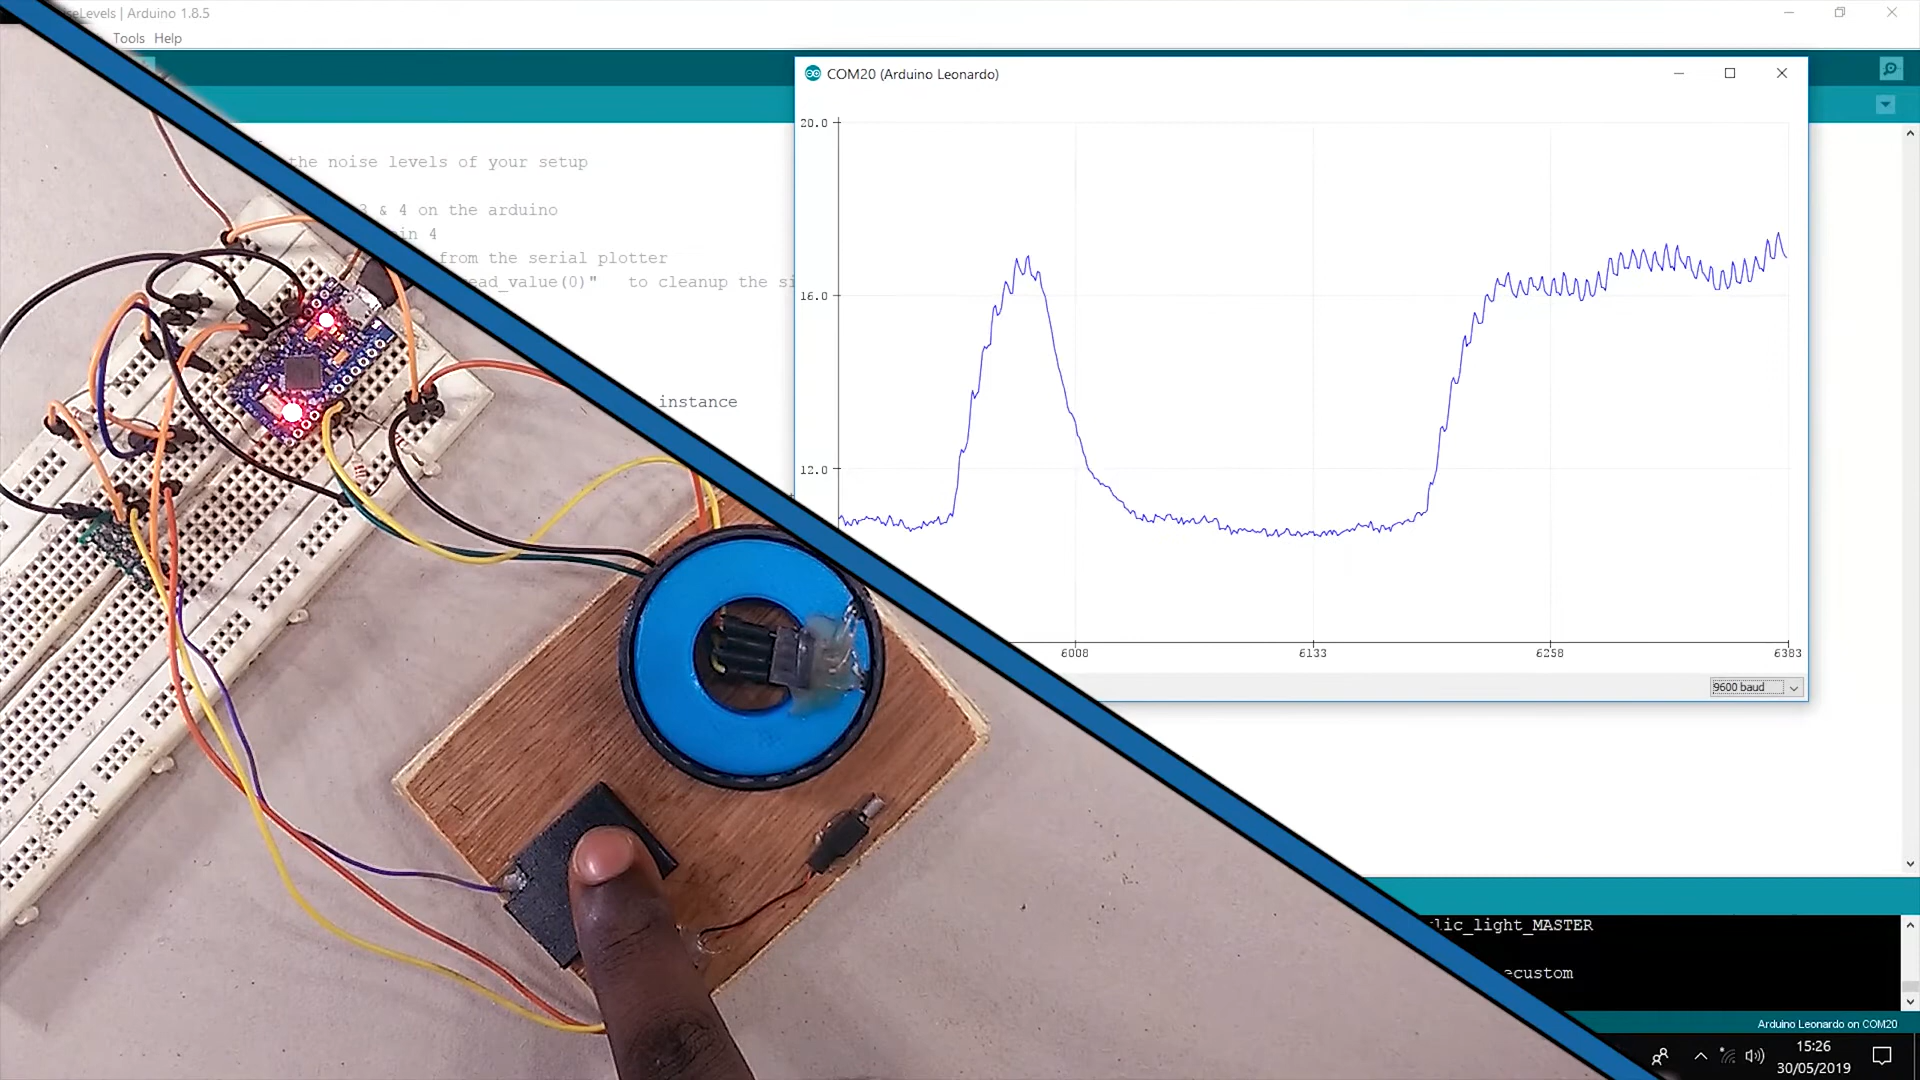 Levels | Arduino 1.8.5
Tools Help
COM20 (Arduino Leonardo)
the noise levels of your setup
& 4 on the arduino
4
from the serial plotter
ead_value(0)" to cleanup the si
instance
20.0
16.0
12.0
6008 6133 6258 6383
9600 baud
lic_light_MASTER
ecustom
Arduino Leonardo on COM20
15:26
30/05/2019